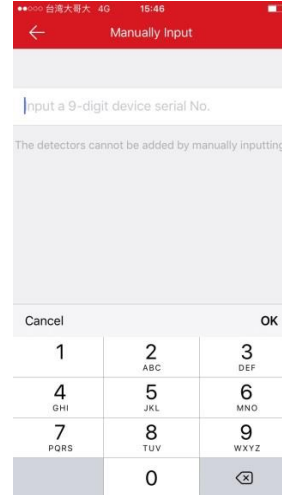 台湾大哥大 4G 15:46
Manually Input
Input a 9-digit device serial No.
The detectors cannot be added by manually inputting
Cancel OK
1 2 3
ABC DEF
4 5 6
GHI JKL MNO
7 8 9
PQRS TUV WXYZ
0